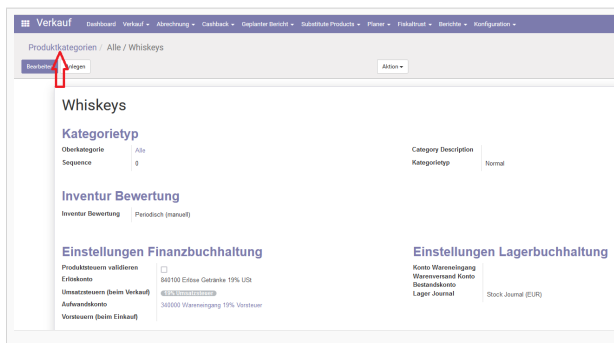 Verkauf Dashboard Verkauf Abrechnung Cashback Geplanter Bericht Substitute Products Planer Fiskaltrust Berichte Konfiguration
Produktkategorien / Alle / Whiskeys
Bearbeiten Anlegen Aktion
Whiskeys
Kategorietyp
Oberkategorie Alle Category Description
Sequence 0 Kategorietyp Normal
Inventur Bewertung
Inventur Bewertung Periodisch (manuell)
Einstellungen Finanzbuchhaltung Einstellungen Lagerbuchhaltung
Produktsteuern validieren Konto Wareneingang
Erlöskonto 840100 Erlöse Getränke 19% USt Warenversand Konto
Bestandskonto
Umsatzsteuern (beim Verkauf) 19% Umsatzsteuer Lager Journal Stock Journal (EUR)
Aufwandskonto 340000 Wareneingang 19% Vorsteuer
Vorsteuern (beim Einkauf)